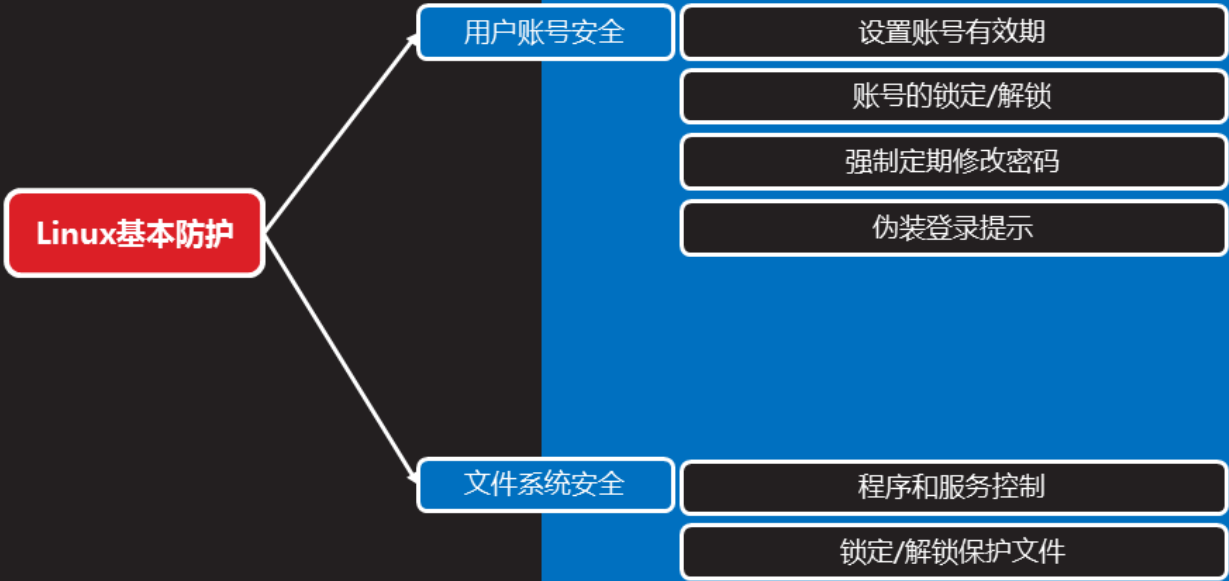 Linux基本防护
用户账号安全
设置账号有效期
账号的锁定/解锁
强制定期修改密码
伪装登录提示
文件系统安全
程序和服务控制
锁定/解锁保护文件